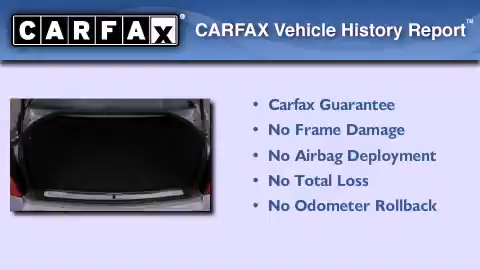 CARFAX® CARFAX Vehicle History Report™
• Carfax Guarantee
• No Frame Damage
• No Airbag Deployment
• No Total Loss
• No Odometer Rollback